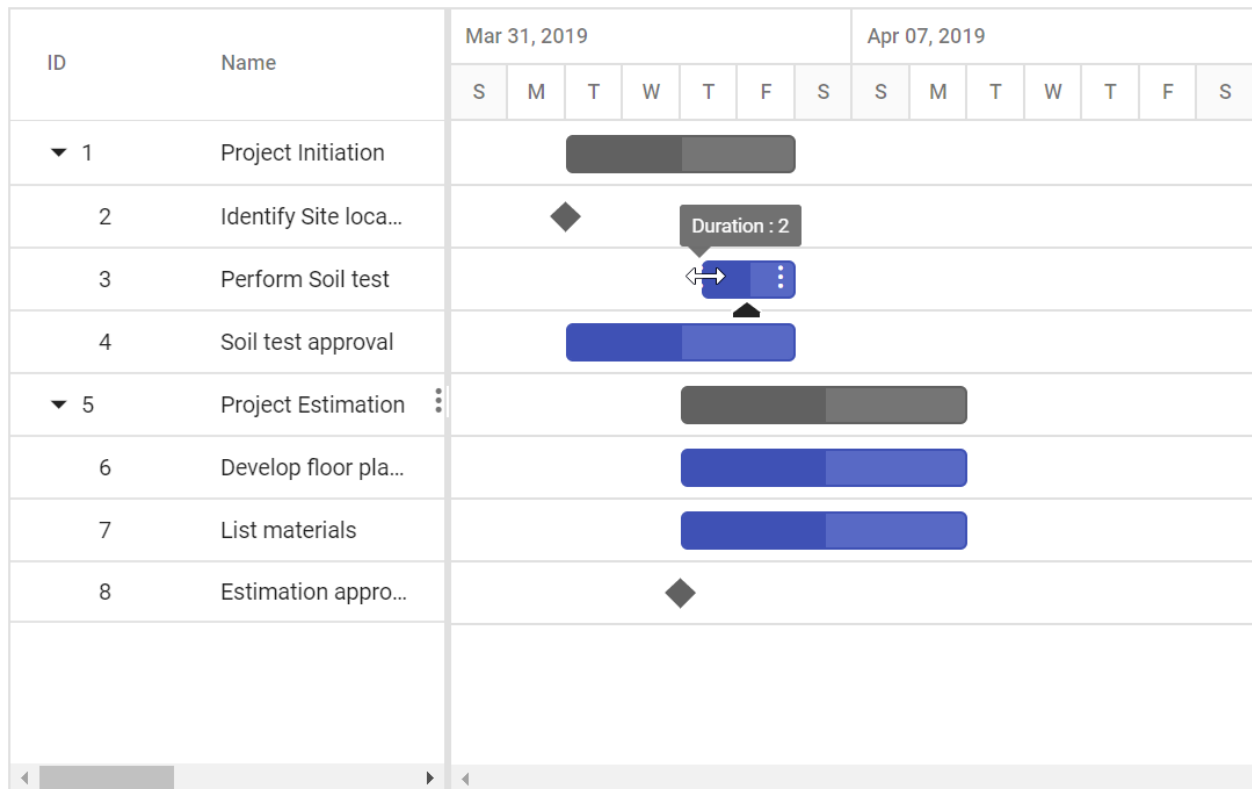 Mar 31, 2019 Apr 07, 2019
ID Name
S M T W T F S S M T W T F S
1 Project Initiation
2 Identify Site loca...
Duration : 2
3 Perform Soil test
4 Soil test approval
5 Project Estimation
6 Develop floor pla...
7 List materials
8 Estimation appro...